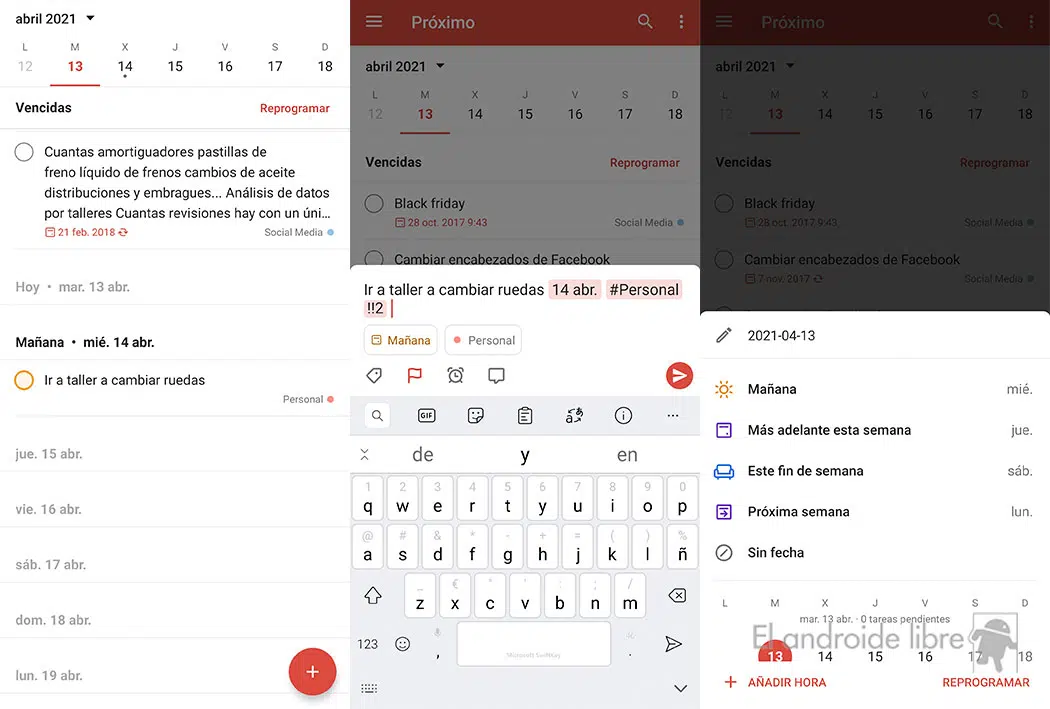 abril 2021
L M X J V S D
12 13 14 15 16 17 18
Vencidas Reprogramar
Cuantas amortiguadores pastillas de
freno líquido de frenos cambios de aceite
distribuciones y embragues... Análisis de datos
por talleres Cuantas revisiones hay con un úni...
21 feb. 2018 Social Media
Hoy • mar. 13 abr.
Mañana • mié. 14 abr.
Ir a taller a cambiar ruedas
Personal
jue. 15 abr.
vie. 16 abr.
sáb. 17 abr.
dom. 18 abr.
lun. 19 abr.
+
Próximo
abril 2021
L M X J V S D
12 13 14 15 16 17 18
Vencidas Reprogramar
Black friday
28 oct. 2017 9:43 Social Media
Cambiar encabezados de Facebook
Ir a taller a cambiar ruedas 14 abr. #Personal
!!2
Mañana Personal
GIF
de y en
1 2 3 4 5 6 7 8 9 0
q w e r t y u i o p
@ # & * - + = ( ) %
a s d f g h j k l ñ
_ € " ' : ; /
z x c v b n m
123 , Microsoft SwiftKey .
Próximo
abril 2021
L M X J V S D
12 13 14 15 16 17 18
Vencidas Reprogramar
Black friday
28 oct. 2017 9:43 Social Media
Cambiar encabezados de Facebook
7 nov. 2017 Social Media
2021-04-13
Mañana mié.
Más adelante esta semana jue.
Este fin de semana sáb.
Próxima semana lun.
Sin fecha
L M X J V S D
mar. 13 abr. · 0 tareas pendientes
El androide libre
13 14 15 16 17 18
+ AÑADIR HORA REPROGRAMAR